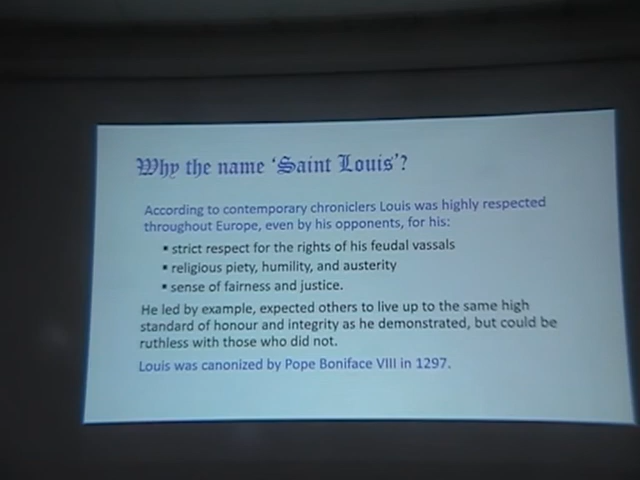 Why the name 'Saint Louis'?
According to contemporary chroniclers Louis was highly respected
throughout Europe, even by his opponents, for his:
▪ strict respect for the rights of his feudal vassals
▪ religious piety, humility, and austerity
▪ sense of fairness and justice.
He led by example, expected others to live up to the same high
standard of honour and integrity as he demonstrated, but could be
ruthless with those who did not.
Louis was canonized by Pope Boniface VIII in 1297.